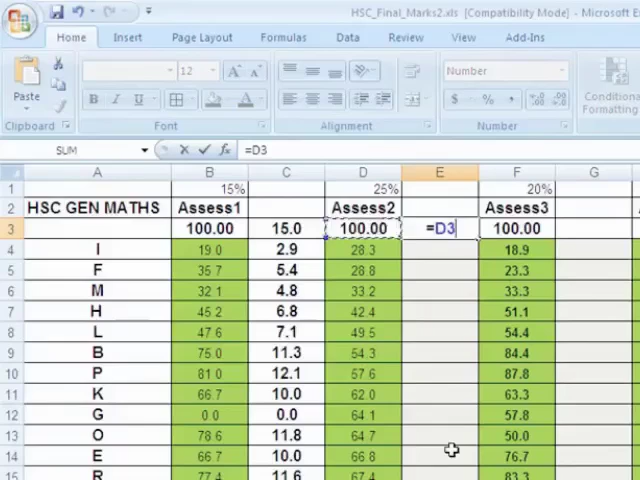 HSC_Final_Marks2.xls [Compatibility Mode] - Microsoft E
Home Insert Page Layout Formulas Data Review View Add-Ins
Paste 12 A A Number
B I U $ % , Conditiona
Formatting
Clipboard Font Alignment Number
SUM fx =D3
A B C D E F G
1 15% 25% 20%
2 HSC GEN MATHS Assess1 Assess2 Assess3
3 100.00 15.0 100.00 =D3 100.00
4 I 19.0 2.9 28.3 18.9
5 F 35.7 5.4 28.8 23.3
6 M 32.1 4.8 33.2 33.3
7 H 45.2 6.8 42.4 51.1
8 L 47.6 7.1 49.5 54.4
9 B 75.0 11.3 54.3 84.4
10 P 81.0 12.1 57.6 87.8
11 K 66.7 10.0 62.0 63.3
12 G 0.0 0.0 64.1 57.8
13 O 78.6 11.8 64.7 50.0
14 E 66.7 10.0 66.8 76.7
15 R 77.4 11.6 67.4 83.3